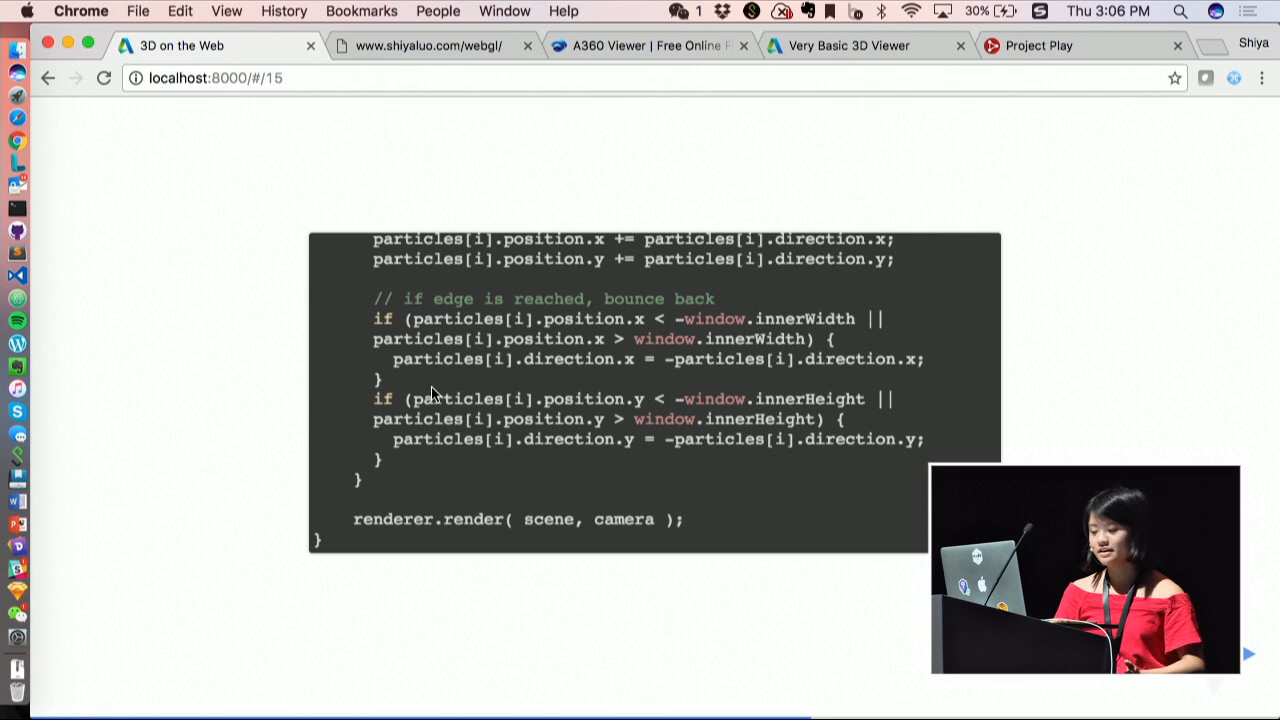 Chrome File Edit View History Bookmarks People Window Help 1 30% Thu 3:06 PM
3D on the Web www.shiyaluo.com/webgl/ A360 Viewer | Free Online F Very Basic 3D Viewer Project Play Shiya
localhost:8000/#/15
particles[i].position.x += particles[i].direction.x;
particles[i].position.y += particles[i].direction.y;
// if edge is reached, bounce back
if (particles[i].position.x < -window.innerWidth ||
particles[i].position.x > window.innerWidth) {
particles[i].direction.x = -particles[i].direction.x;
}
if (particles[i].position.y < -window.innerHeight ||
particles[i].position.y > window.innerHeight) {
particles[i].direction.y = -particles[i].direction.y;
}
}
renderer.render( scene, camera );
}